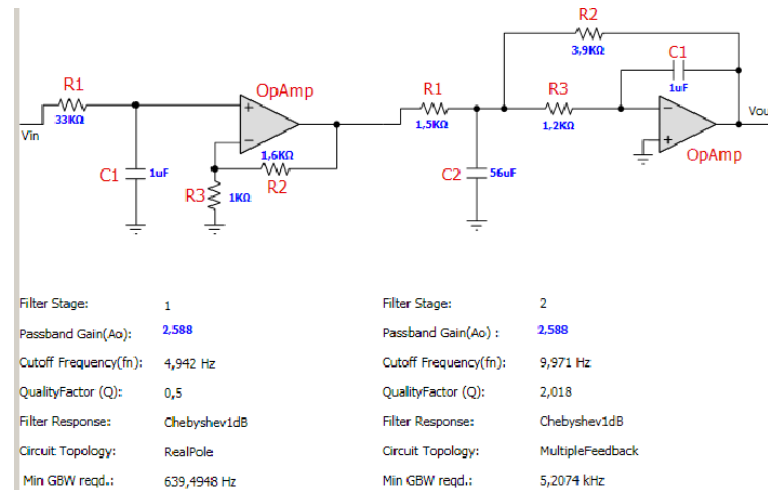 R2
3,9KΩ
R1
33KΩ
Vin
C1
1uF
OpAmp
+
−
1,6KΩ
R2
R3
1KΩ
R1
1,5KΩ
C2
56uF
R3
1,2KΩ
C1
1uF
−
+
OpAmp
Vou
Filter Stage: 1
Passband Gain(Ao): 2,588
Cutoff Frequency(fn): 4,942 Hz
QualityFactor (Q): 0,5
Filter Response: Chebyshev1dB
Circuit Topology: RealPole
Min GBW reqd.: 639,4948 Hz
Filter Stage: 2
Passband Gain(Ao) : 2,588
Cutoff Frequency(fn): 9,971 Hz
QualityFactor (Q): 2,018
Filter Response: Chebyshev1dB
Circuit Topology: MultipleFeedback
Min GBW reqd.: 5,2074 kHz